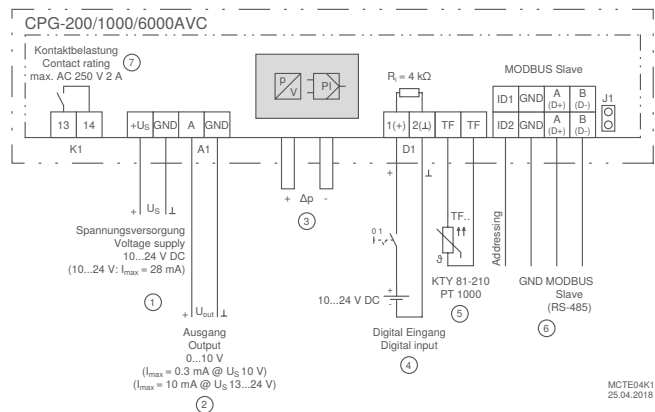 CPG-200/1000/6000AVC
Kontaktbelastung
Contact rating
max. AC 250 V 2 A
7
p
V
PI
Ri = 4 kΩ
MODBUS Slave
ID1 GND A (D+) B (D-)
J1
13 14
+US GND A GND
1(+) 2(⊥) TF TF
ID2 GND A (D+) B (D-)
K1
A1
D1
+ US ⊥
+ Δp -
3
+ ⊥
Spannungsversorgung
Voltage supply
10...24 V DC
(10...24 V: Imax = 28 mA)
1
0 1
TF..
ϑ
KTY 81-210
PT 1000
5
Addressing
GND MODBUS
Slave
(RS-485)
6
+
10...24 V DC
-
+ Uout ⊥
Ausgang
Output
0...10 V
(Imax = 0.3 mA @ US 10 V)
(Imax = 10 mA @ US 13...24 V)
2
Digital Eingang
Digital input
4
MCTE04K1
25.04.2018